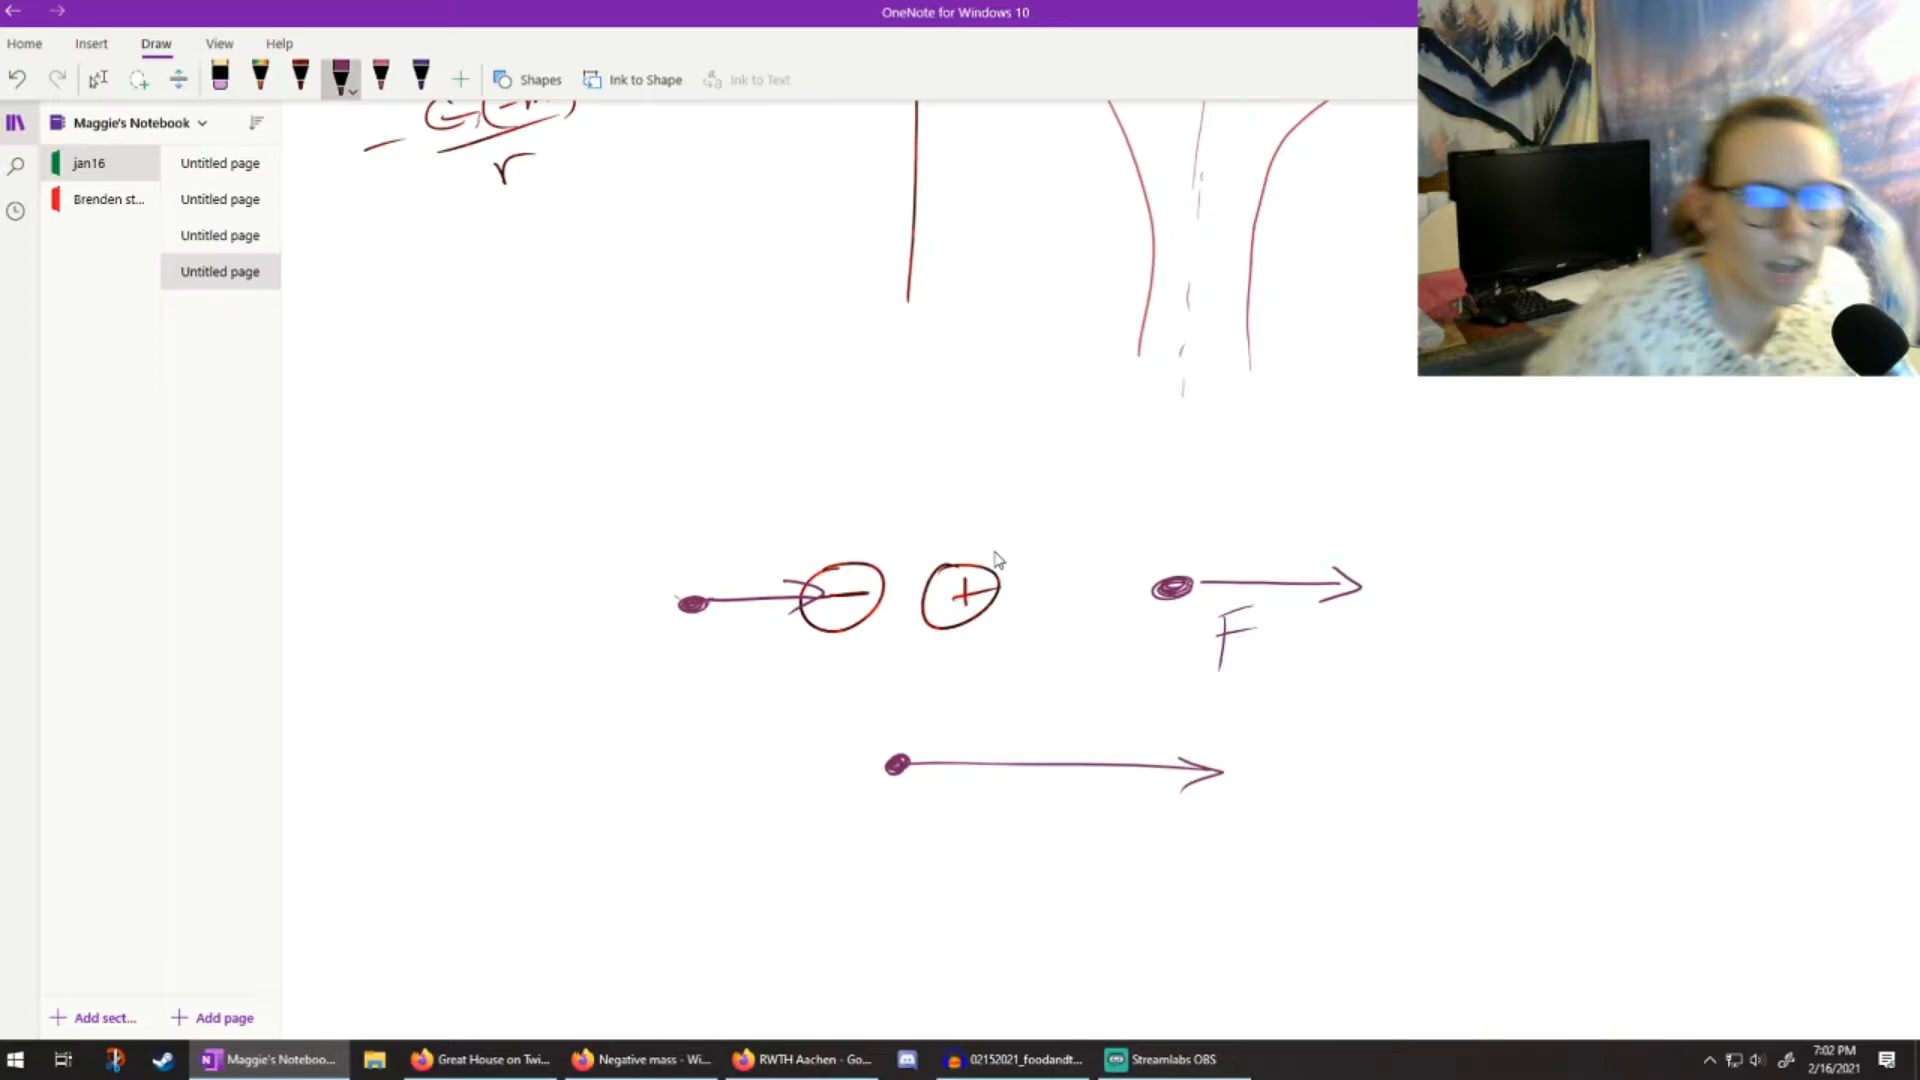 OneNote for Windows 10
Home Insert Draw View Help
Shapes Ink to Shape Ink to Text
Maggie's Notebook
jan16 Untitled page
Brenden st... Untitled page
Untitled page
Untitled page
r
− +
F
Add sect... Add page
Maggie's Noteboo... Great House on Twi... Negative mass - Wi... RWTH Aachen - Go... 02152021_foodandt... Streamlabs OBS
7:02 PM
2/16/2021